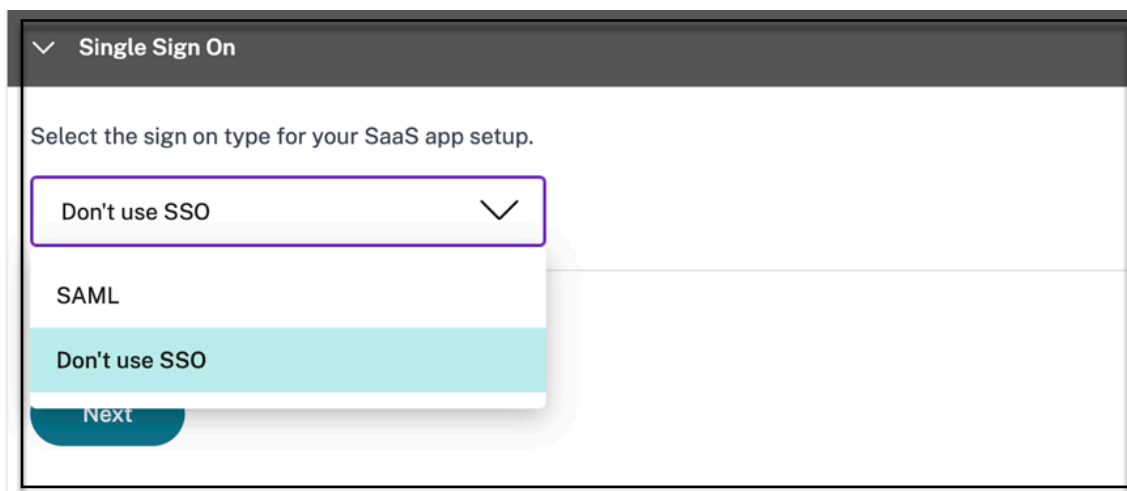 Single Sign On
Select the sign on type for your SaaS app setup.
Don't use SSO
SAML
Don't use SSO
Next